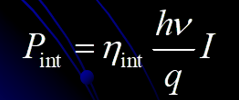 P_int = η_int hν/q I